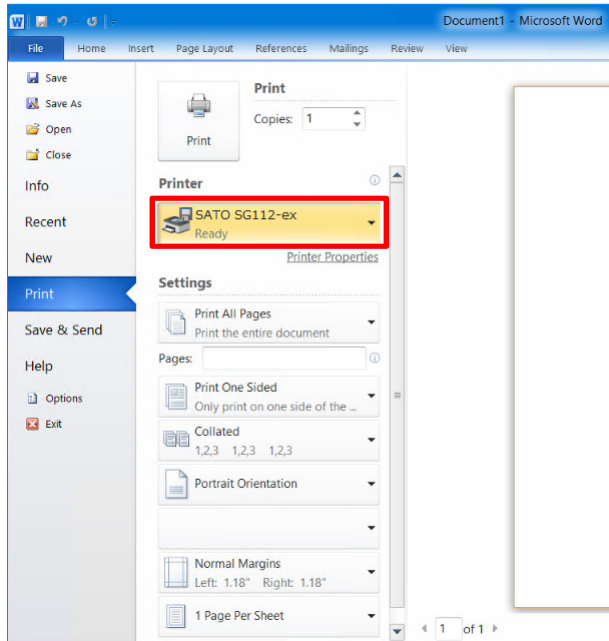 Document1 - Microsoft Word
File Home Insert Page Layout References Mailings Review View
Save
Save As
Open
Close
Info
Recent
New
Print
Save & Send
Help
Options
Exit
Print
Print
Copies: 1
Printer
SATO SG112-ex
Ready
Printer Properties
Settings
Print All Pages
Print the entire document
Pages:
Print One Sided
Only print on one side of the ...
Collated
1,2,3 1,2,3 1,2,3
Portrait Orientation
Normal Margins
Left: 1.18" Right: 1.18"
1 Page Per Sheet
1 of 1